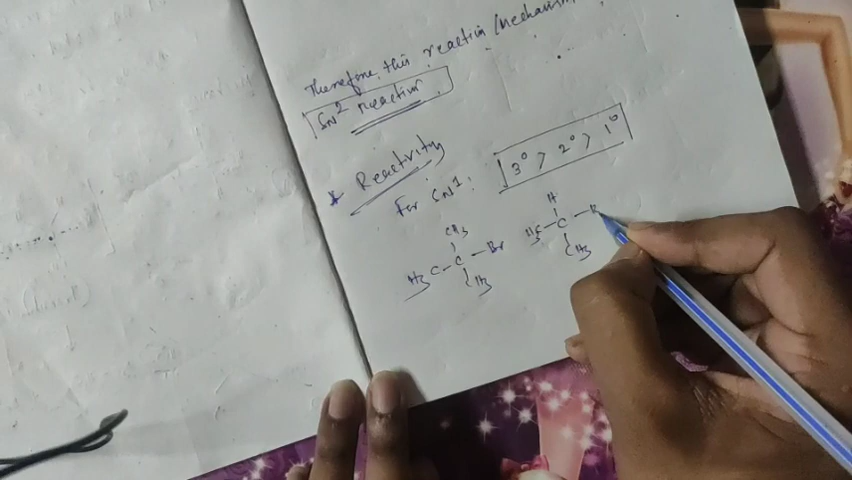 Therefore, this reaction/mechanism
SN² Reaction.
* Reactivity
For SN1: 3° > 2° > 1°
CH3 H
H3C-C-Br H3C-C-
CH3 CH3